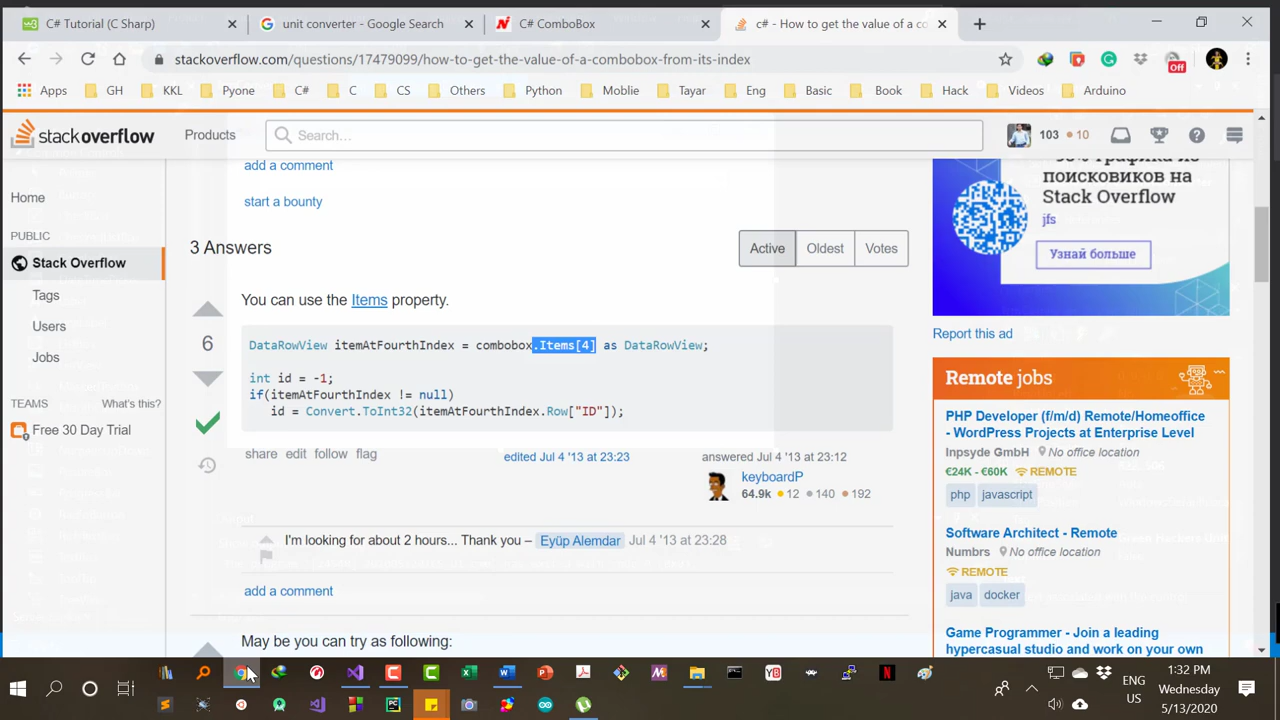 C# Tutorial (C Sharp)
unit converter - Google Search
C# ComboBox
c# - How to get the value of a co
stackoverflow.com/questions/17479099/how-to-get-the-value-of-a-combobox-from-its-index
Off
Apps
GH
KKL
Pyone
C#
C
CS
Others
Python
Moblie
Tayar
Eng
Basic
Book
Hack
Videos
Arduino
stackoverflow
Products
Search...
103
10
add a comment
start a bounty
Home
PUBLIC
Stack Overflow
Tags
Users
Jobs
TEAMS
What's this?
Free 30 Day Trial
3 Answers
Active
Oldest
Votes
You can use the Items property.
6
DataRowView itemAtFourthIndex = combobox.Items[4] as DataRowView;
int id = -1;
if(itemAtFourthIndex != null)
id = Convert.ToInt32(itemAtFourthIndex.Row["ID"]);
share edit follow flag
edited Jul 4 '13 at 23:23
answered Jul 4 '13 at 23:12
keyboardP
64.9k 12 140 192
I'm looking for about 2 hours... Thank you – Eyüp Alemdar Jul 4 '13 at 23:28
add a comment
May be you can try as following:
поисковиков на
Stack Overflow
jfs
Узнай больше
Report this ad
Remote jobs
PHP Developer (f/m/d) Remote/Homeoffice
- WordPress Projects at Enterprise Level
Inpsyde GmbH No office location
€24K - €60K REMOTE
php javascript
Software Architect - Remote
Numbrs No office location
REMOTE
java docker
Game Programmer - Join a leading
hypercasual studio and work on your own
ENG
US
1:32 PM
Wednesday
5/13/2020